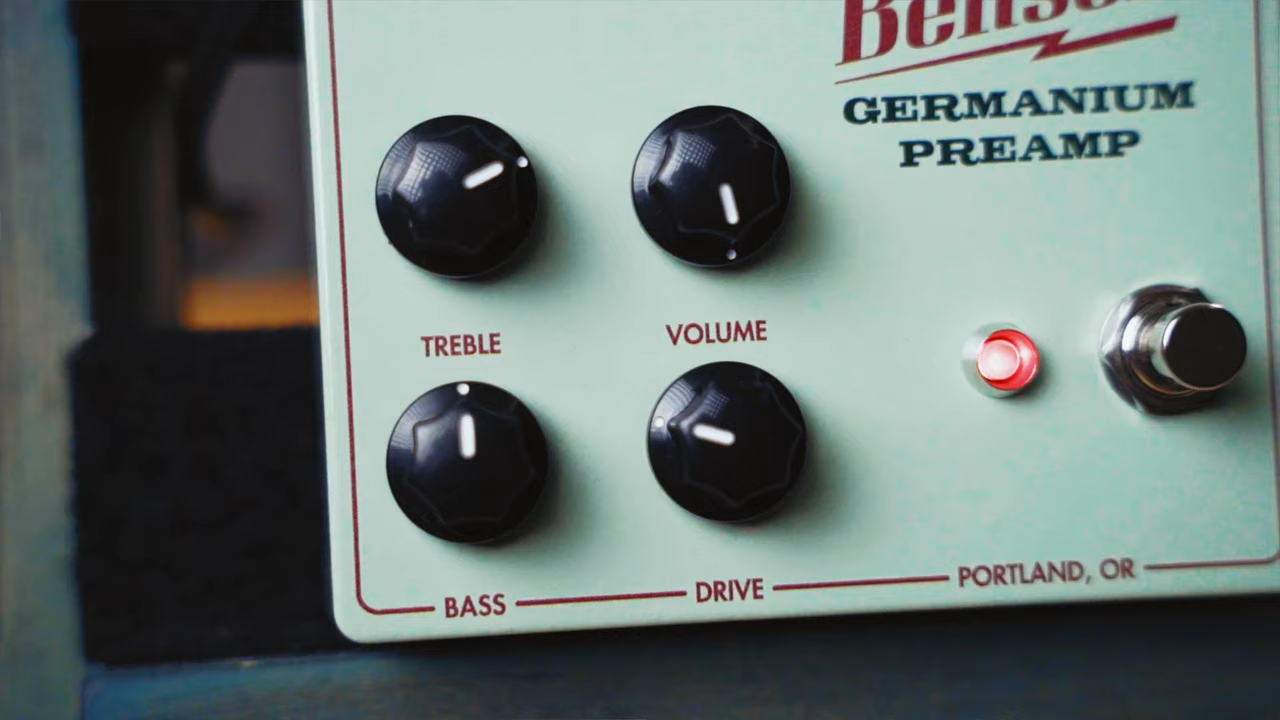 GERMANIUM
PREAMP
TREBLE
VOLUME
BASS
DRIVE
PORTLAND, OR